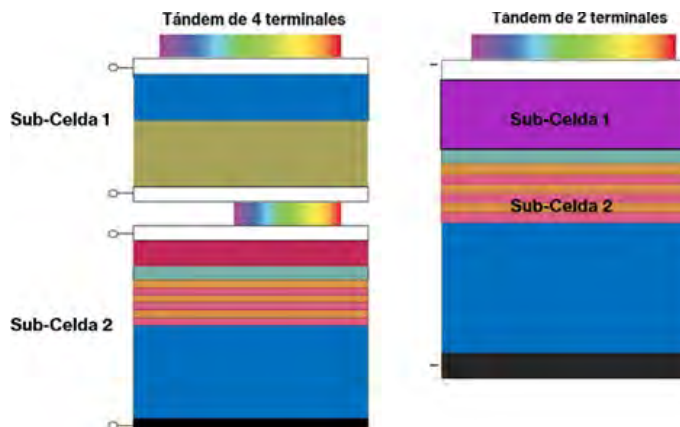 Tándem de 4 terminales
Tándem de 2 terminales
Sub-Celda 1
Sub-Celda 1
Sub-Celda 2
Sub-Celda 2